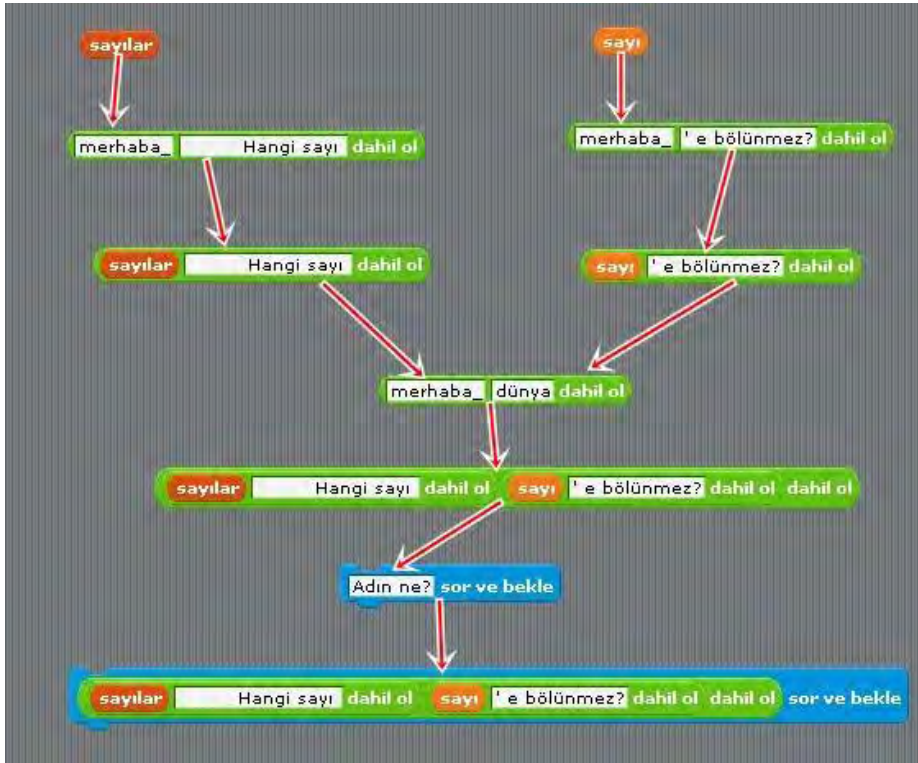 sayılar sayı
merhaba_ Hangi sayı dahil ol merhaba_ ' e bölünmez? dahil ol
sayılar Hangi sayı dahil ol sayı ' e bölünmez? dahil ol
merhaba_ dünya dahil ol
sayılar Hangi sayı dahil ol sayı ' e bölünmez? dahil ol dahil ol
Adın ne? sor ve bekle
sayılar Hangi sayı dahil ol sayı ' e bölünmez? dahil ol dahil ol sor ve bekle